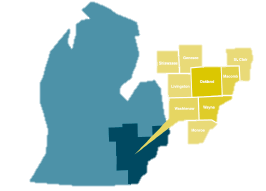 Genesee
St. Clair
Oakland
Macomb
Livingston
Washtenaw
Wayne
Monroe